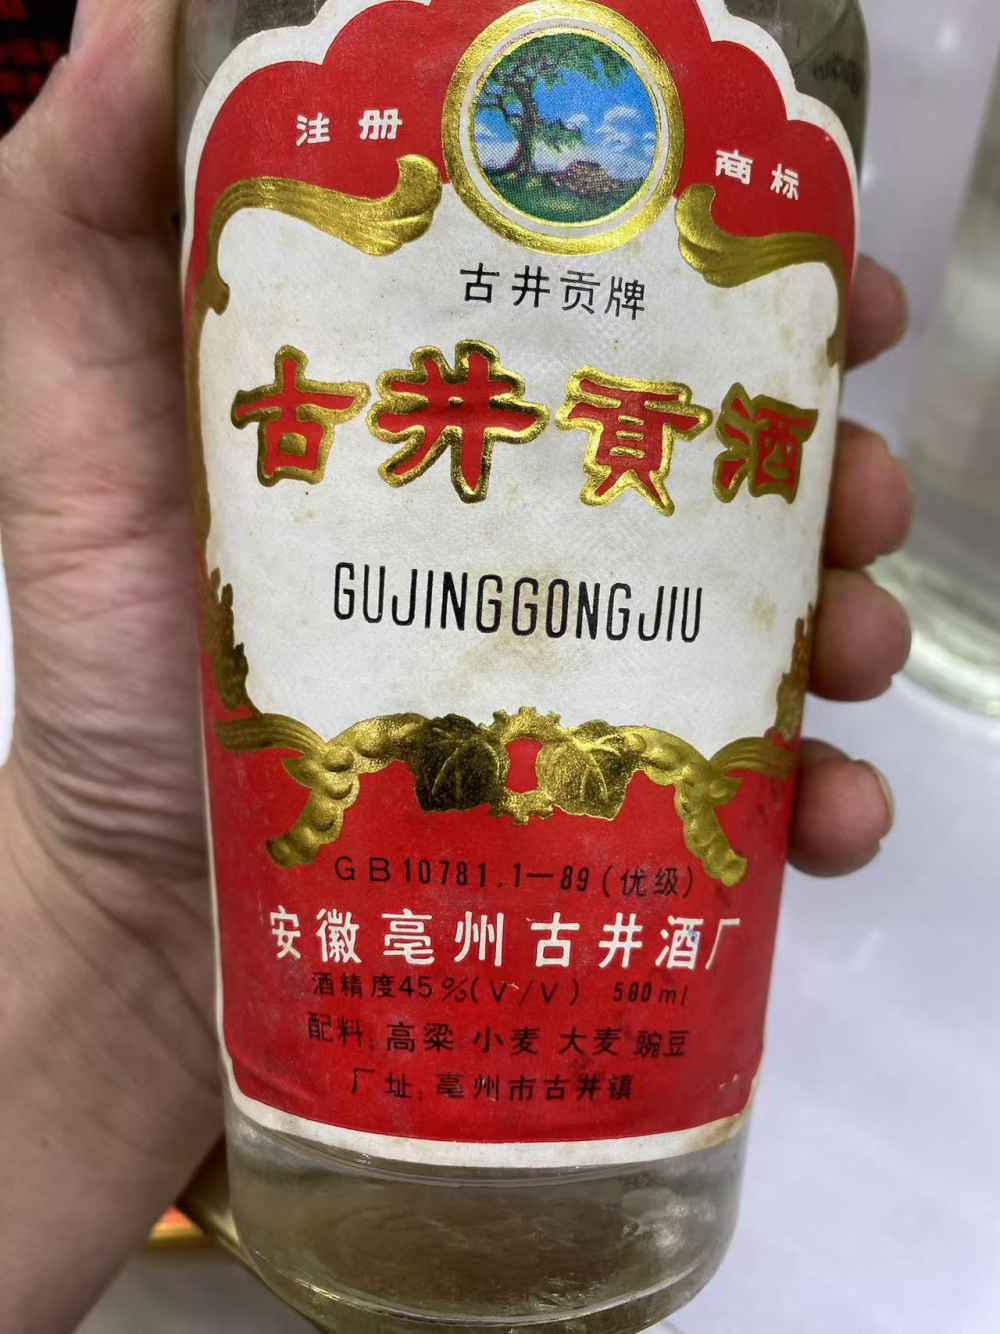 注册 商标
古井贡牌
古井貢酒
GUJINGGONGJIU
GB10781.1—89(优级)
安徽亳州古井酒厂
酒精度45%(V/V) 500ml
配料:高粱 小麦 大麦 豌豆
厂址:亳州市古井镇